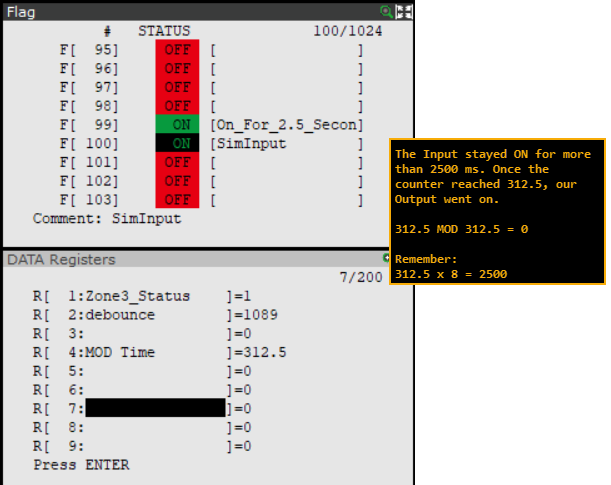 Flag
# STATUS 100/1024
F[ 95] OFF [ ]
F[ 96] OFF [ ]
F[ 97] OFF [ ]
F[ 98] OFF [ ]
F[ 99] ON [On_For_2.5_Secon]
F[ 100] ON [SimInput ]
F[ 101] OFF [ ]
F[ 102] OFF [ ]
F[ 103] OFF [ ]
Comment: SimInput
The Input stayed ON for more
than 2500 ms. Once the
counter reached 312.5, our
Output went on.
312.5 MOD 312.5 = 0
Remember:
312.5 x 8 = 2500
DATA Registers
7/200
R[ 1:Zone3_Status ]=1
R[ 2:debounce ]=1089
R[ 3: ]=0
R[ 4:MOD Time ]=312.5
R[ 5: ]=0
R[ 6: ]=0
R[ 7: ]=0
R[ 8: ]=0
R[ 9: ]=0
Press ENTER